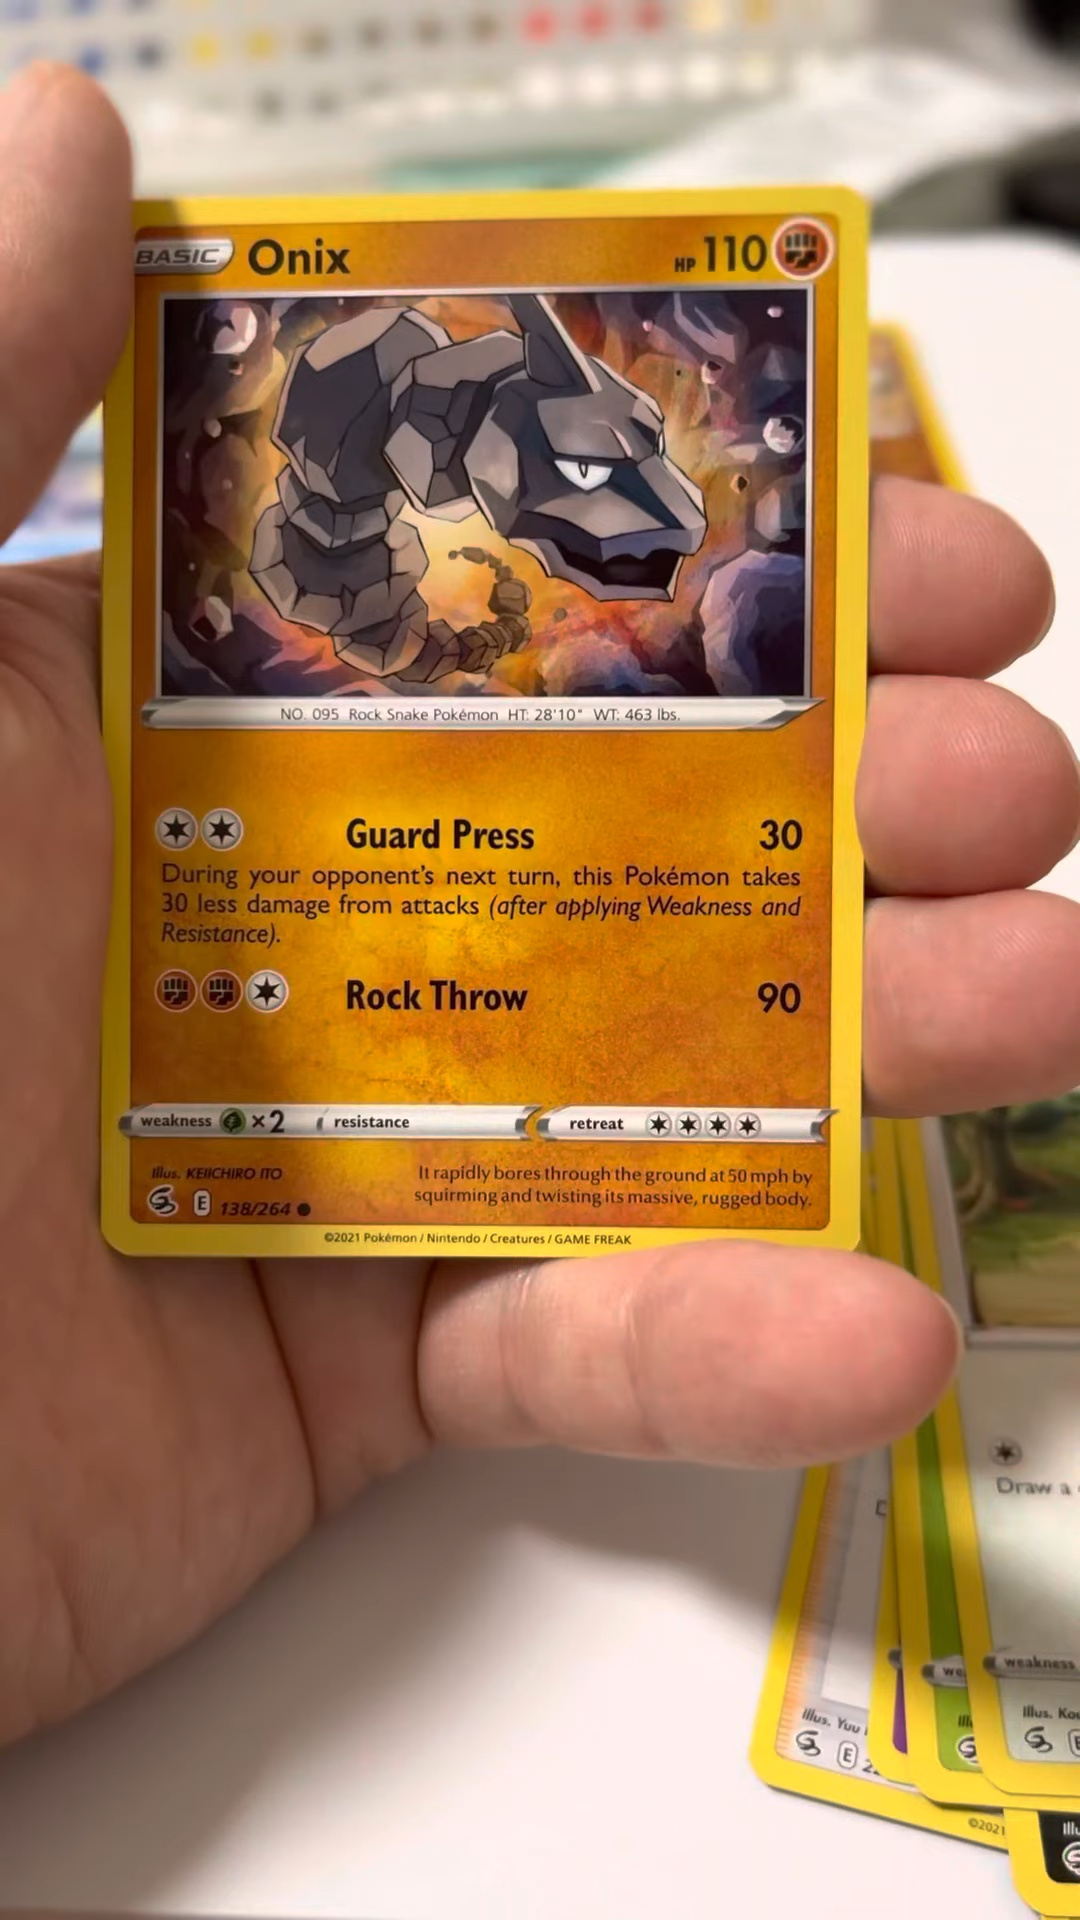 BASIC Onix HP 110
NO. 095 Rock Snake Pokémon HT: 28'10" WT: 463 lbs.
Guard Press 30
During your opponent's next turn, this Pokémon takes
30 less damage from attacks (after applying Weakness and
Resistance).
Rock Throw 90
weakness ×2 resistance retreat
Illus. KEIICHIRO ITO
It rapidly bores through the ground at 50 mph by
squirming and twisting its massive, rugged body.
E 138/264
©2021 Pokémon / Nintendo / Creatures / GAME FREAK
Draw a
weakness
we
Illus. Yuu
E
©2021